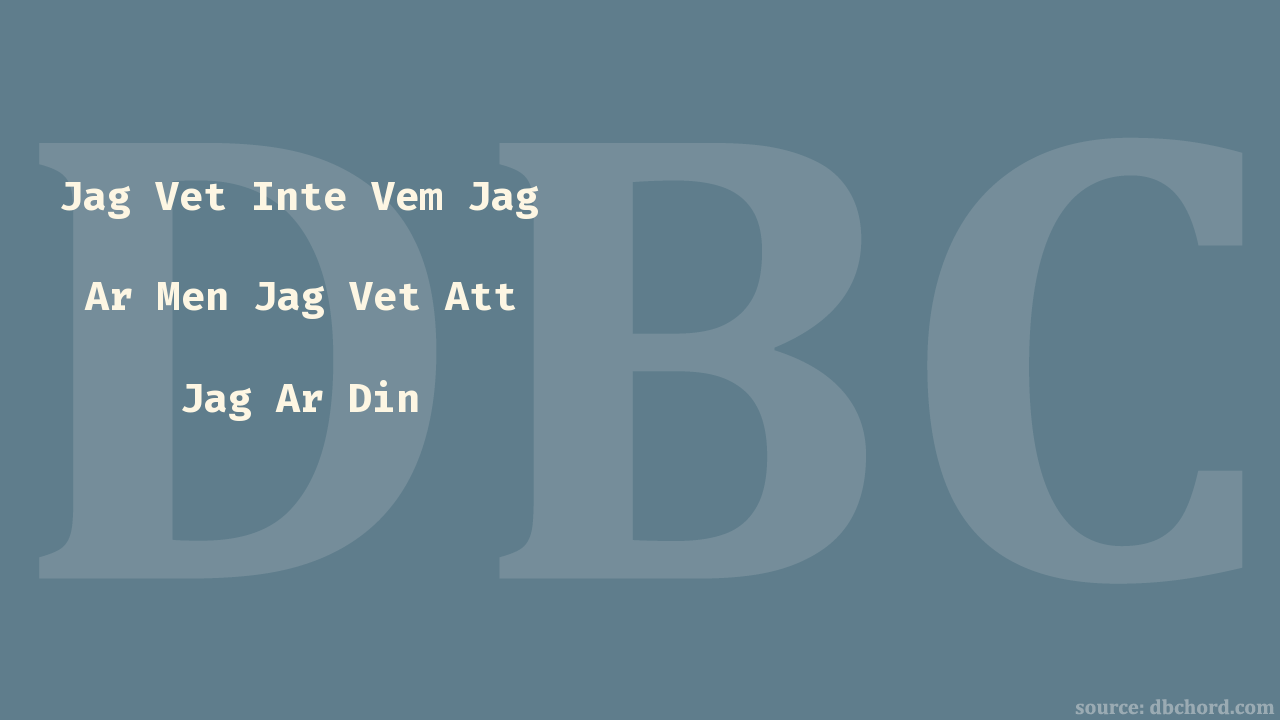 DBC
Jag Vet Inte Vem Jag
Ar Men Jag Vet Att
Jag Ar Din
source: dbchord.com